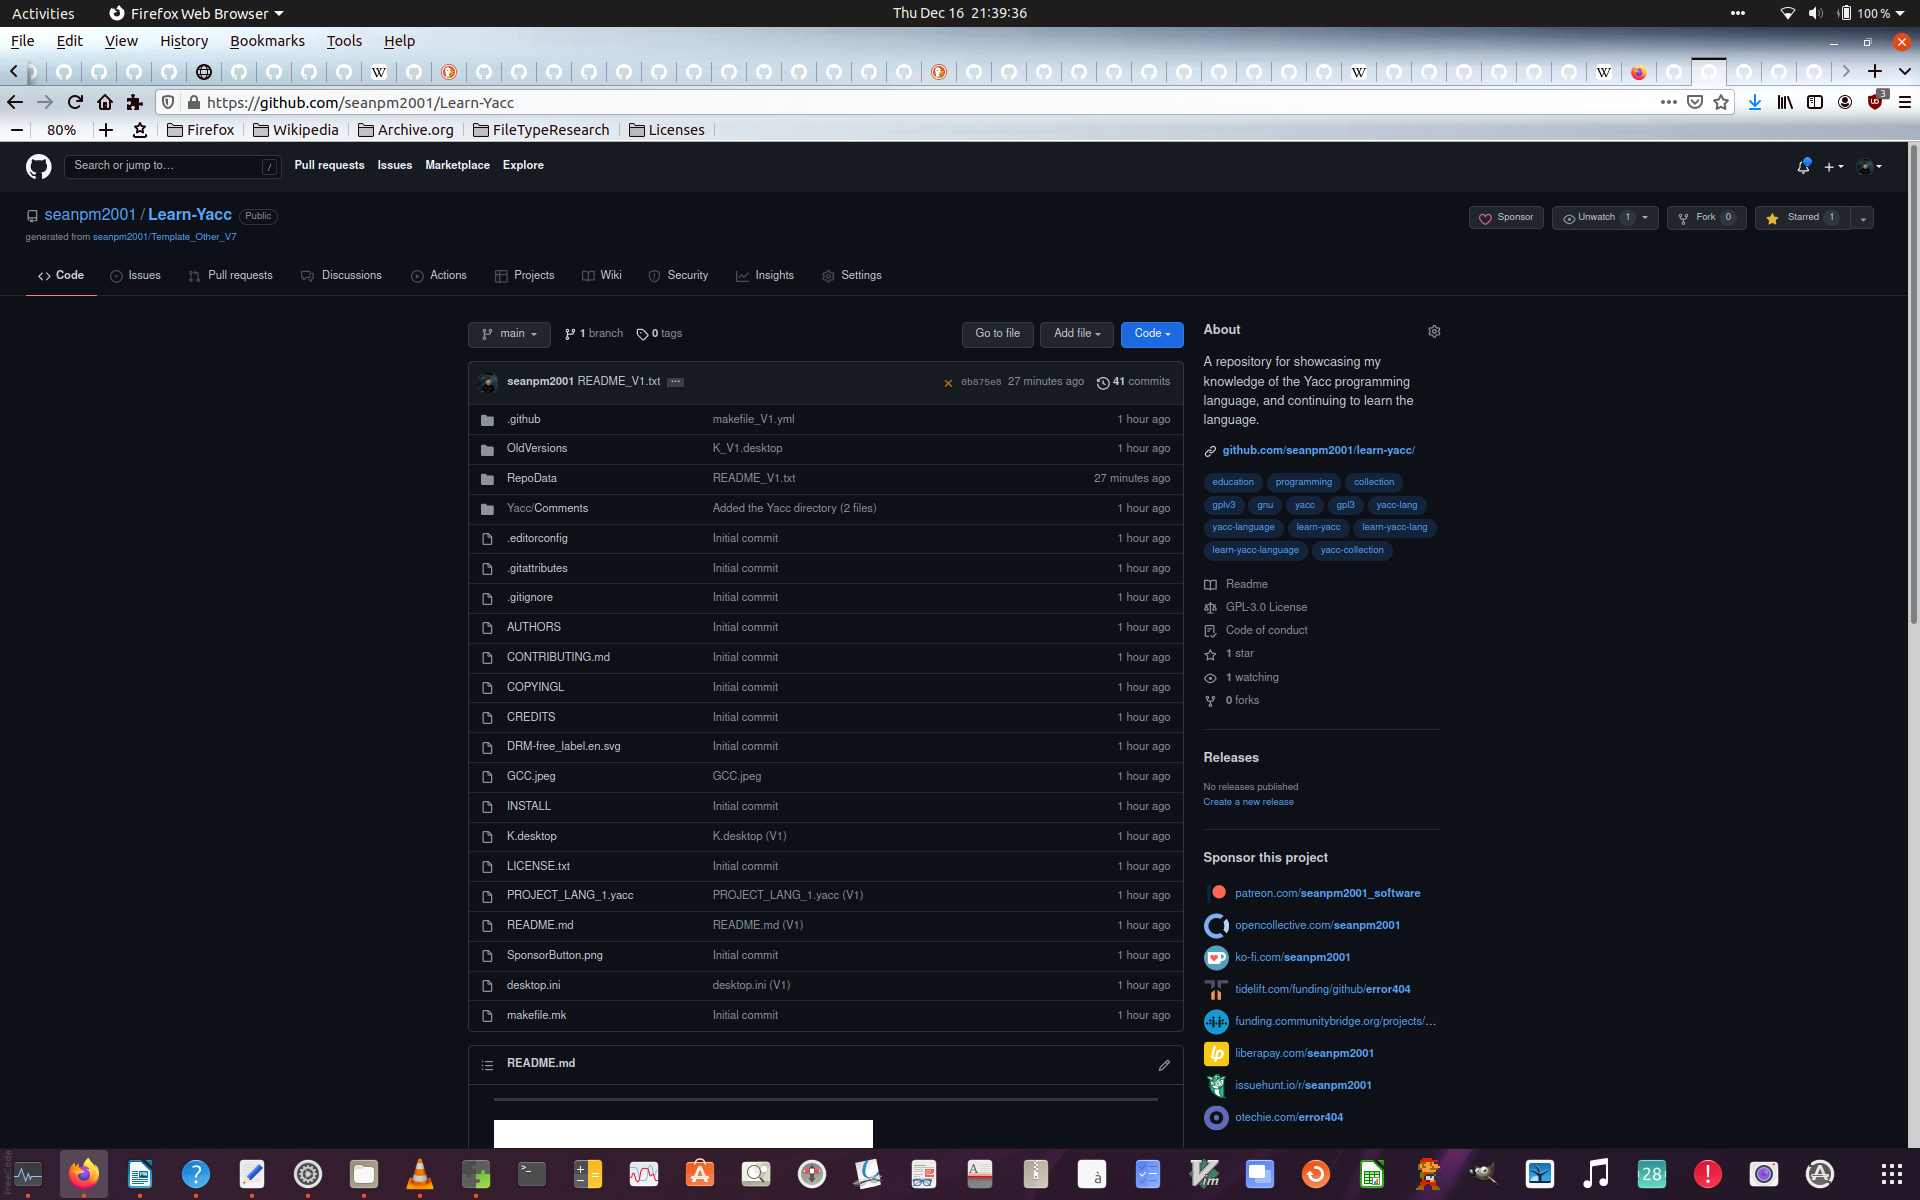 Activities
Firefox Web Browser
Thu Dec 16 21:39:36
100 %
File Edit View History Bookmarks Tools Help
https://github.com/seanpm2001/Learn-Yacc
3
80%
Firefox
Wikipedia
Archive.org
FileTypeResearch
Licenses
Search or jump to…
/
Pull requests
Issues
Marketplace
Explore
seanpm2001 / Learn-Yacc
Public
generated from seanpm2001/Template_Other_V7
Sponsor
Unwatch 1
Fork 0
Starred 1
Code
Issues
Pull requests
Discussions
Actions
Projects
Wiki
Security
Insights
Settings
main
1 branch
0 tags
Go to file
Add file
Code
seanpm2001 README_V1.txt
0b875e8 27 minutes ago
41 commits
.github makefile_V1.yml 1 hour ago
OldVersions K_V1.desktop 1 hour ago
RepoData README_V1.txt 27 minutes ago
Yacc/Comments Added the Yacc directory (2 files) 1 hour ago
.editorconfig Initial commit 1 hour ago
.gitattributes Initial commit 1 hour ago
.gitignore Initial commit 1 hour ago
AUTHORS Initial commit 1 hour ago
CONTRIBUTING.md Initial commit 1 hour ago
COPYINGL Initial commit 1 hour ago
CREDITS Initial commit 1 hour ago
DRM-free_label.en.svg Initial commit 1 hour ago
GCC.jpeg GCC.jpeg 1 hour ago
INSTALL Initial commit 1 hour ago
K.desktop K.desktop (V1) 1 hour ago
LICENSE.txt Initial commit 1 hour ago
PROJECT_LANG_1.yacc PROJECT_LANG_1.yacc (V1) 1 hour ago
README.md README.md (V1) 1 hour ago
SponsorButton.png Initial commit 1 hour ago
desktop.ini desktop.ini (V1) 1 hour ago
makefile.mk Initial commit 1 hour ago
README.md
About
A repository for showcasing my
knowledge of the Yacc programming
language, and continuing to learn the
language.
github.com/seanpm2001/learn-yacc/
education programming collection
gplv3 gnu yacc gpl3 yacc-lang
yacc-language learn-yacc learn-yacc-lang
learn-yacc-language yacc-collection
Readme
GPL-3.0 License
Code of conduct
1 star
1 watching
0 forks
Releases
No releases published
Create a new release
Sponsor this project
patreon.com/seanpm2001_software
opencollective.com/seanpm2001
ko-fi.com/seanpm2001
tidelift.com/funding/github/error404
funding.communitybridge.org/projects/…
liberapay.com/seanpm2001
issuehunt.io/r/seanpm2001
otechie.com/error404
28